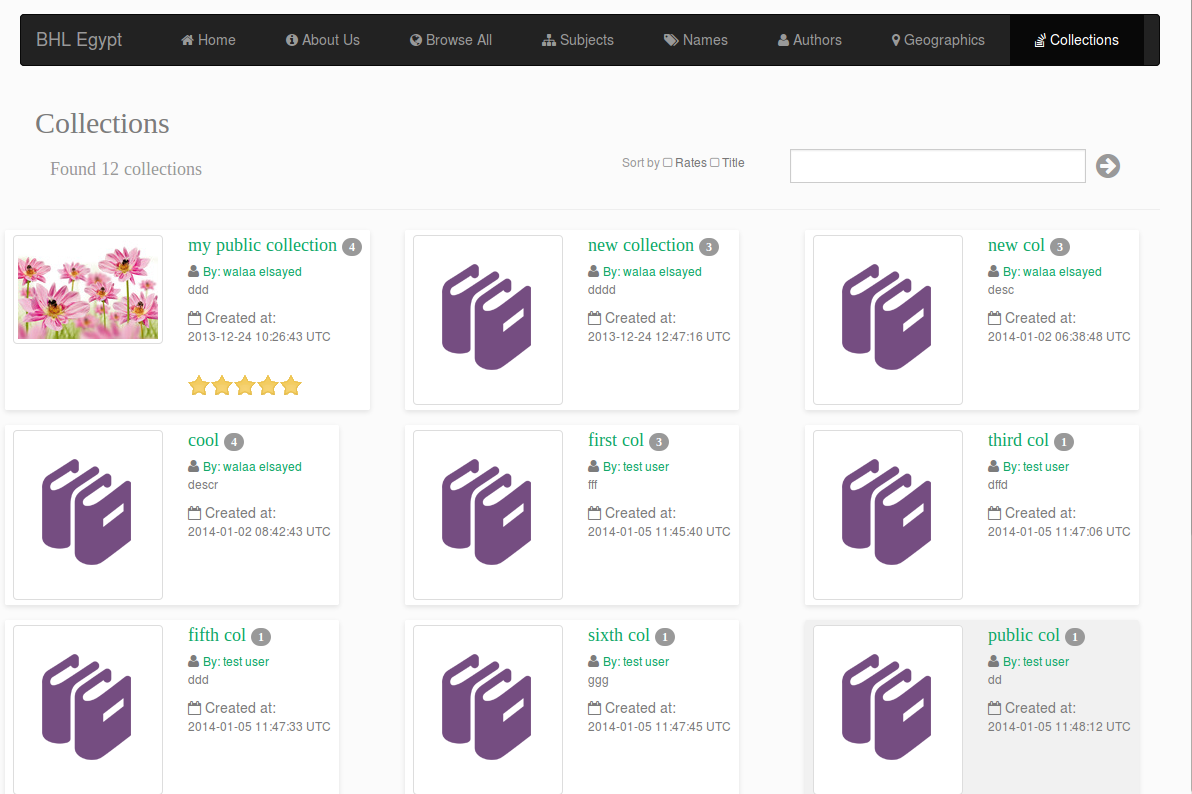 BHL Egypt Home About Us Browse All Subjects Names Authors Geographics Collections
Collections
Found 12 collections
Sort by Rates Title
my public collection 4
By: walaa elsayed
ddd
Created at:
2013-12-24 10:26:43 UTC
new collection 3
By: walaa elsayed
dddd
Created at:
2013-12-24 12:47:16 UTC
new col 3
By: walaa elsayed
desc
Created at:
2014-01-02 06:38:48 UTC
cool 4
By: walaa elsayed
descr
Created at:
2014-01-02 08:42:43 UTC
first col 3
By: test user
fff
Created at:
2014-01-05 11:45:40 UTC
third col 1
By: test user
dffd
Created at:
2014-01-05 11:47:06 UTC
fifth col 1
By: test user
ddd
Created at:
2014-01-05 11:47:33 UTC
sixth col 1
By: test user
ggg
Created at:
2014-01-05 11:47:45 UTC
public col 1
By: test user
dd
Created at:
2014-01-05 11:48:12 UTC